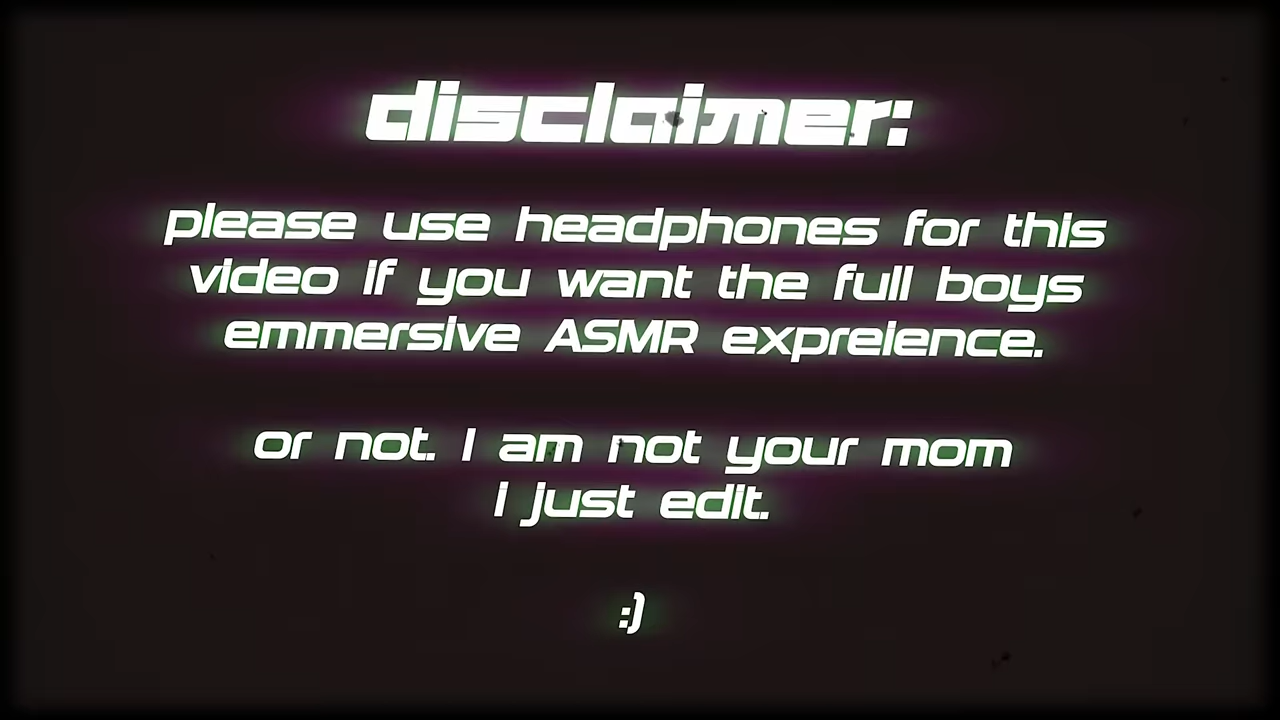 disclaimer:
please use headphones for this
video if you want the full boys
emmersive ASMR expreience.
or not. I am not your mom
I just edit.
:)